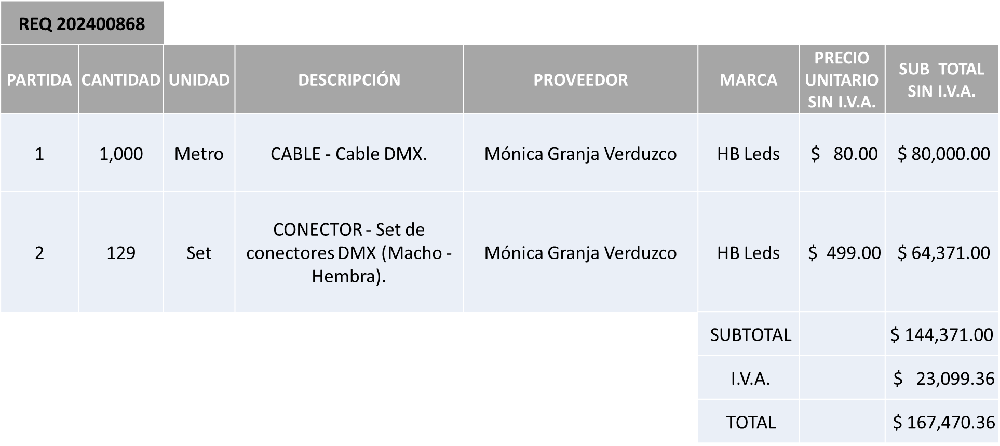 REQ 202400868
PARTIDA CANTIDAD UNIDAD DESCRIPCIÓN PROVEEDOR MARCA PRECIO UNITARIO SIN I.V.A. SUB TOTAL SIN I.V.A.
1 1,000 Metro CABLE - Cable DMX. Mónica Granja Verduzco HB Leds $ 80.00 $ 80,000.00
2 129 Set CONECTOR - Set de conectores DMX (Macho - Hembra). Mónica Granja Verduzco HB Leds $ 499.00 $ 64,371.00
SUBTOTAL $ 144,371.00
I.V.A. $ 23,099.36
TOTAL $ 167,470.36